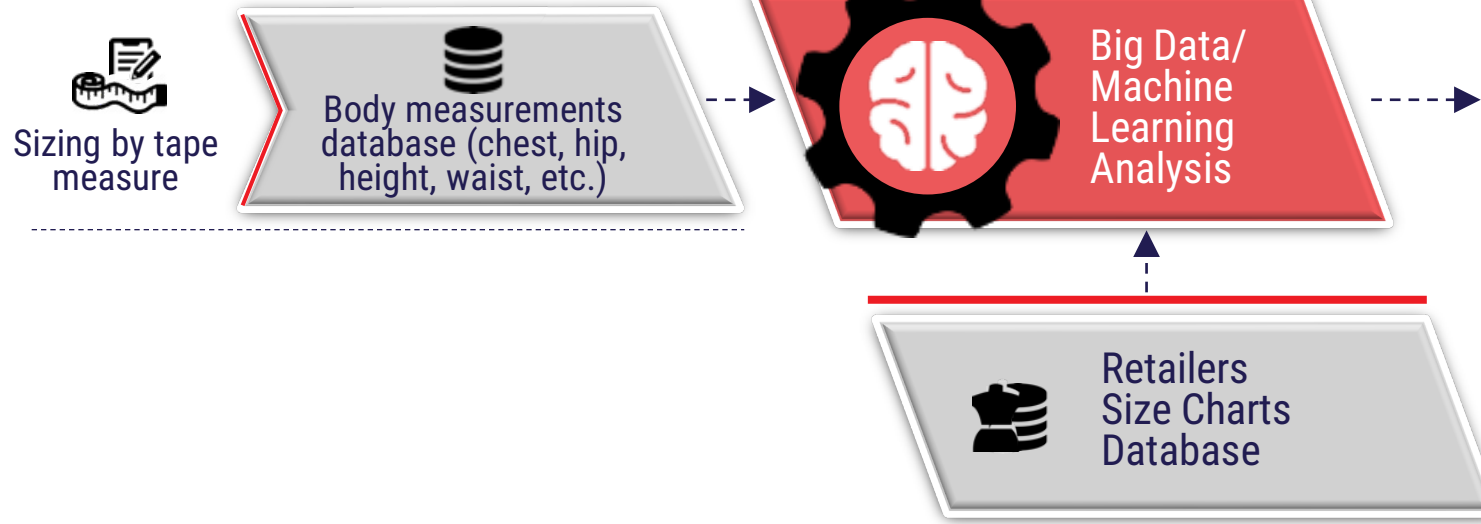 Sizing by tape
measure
Body measurements
database (chest, hip,
height, waist, etc.)
Big Data/
Machine
Learning
Analysis
Retailers
Size Charts
Database